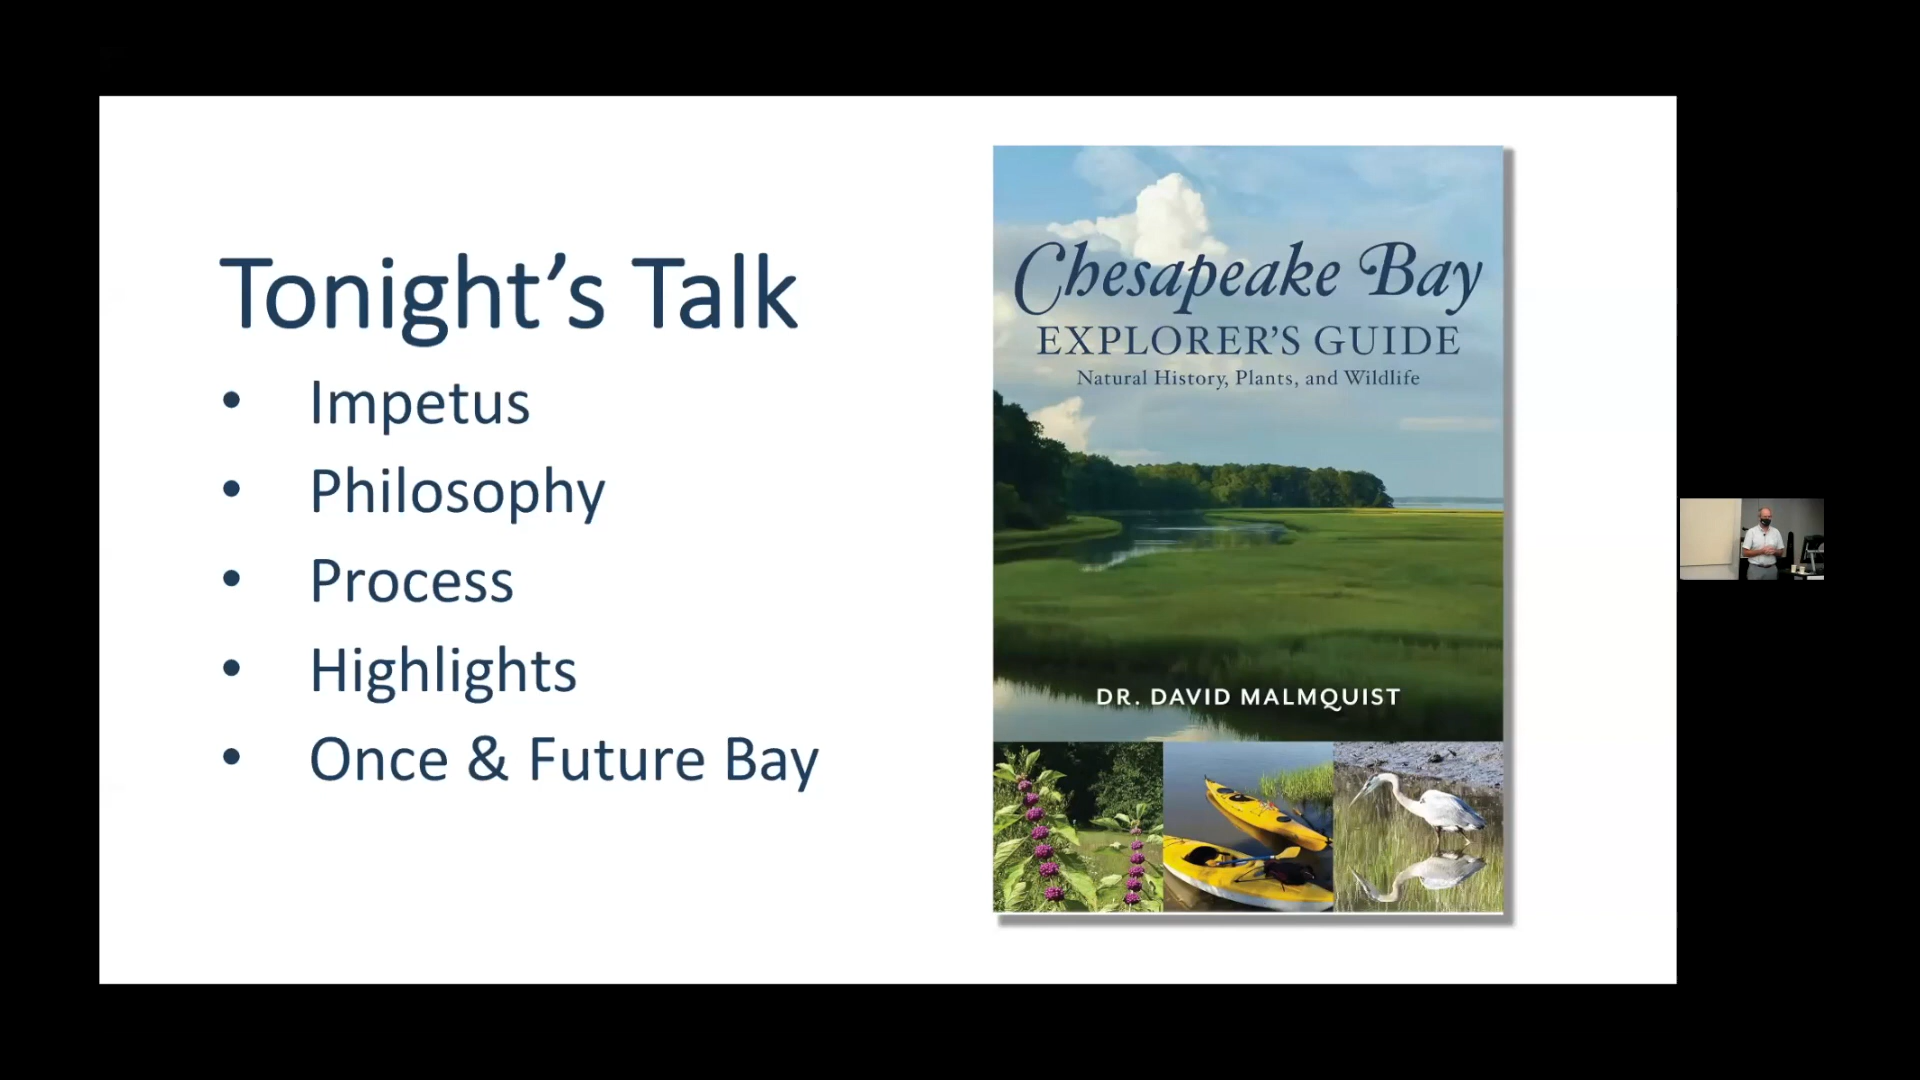 Tonight's Talk
• Impetus
• Philosophy
• Process
• Highlights
• Once & Future Bay
Chesapeake Bay
EXPLORER'S GUIDE
Natural History, Plants, and Wildlife
DR. DAVID MALMQUIST